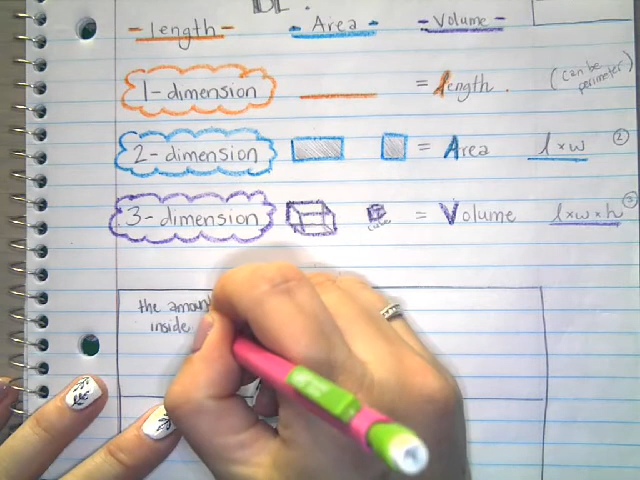 - Length - - Area - - Volume -
1-dimension = Length. (can be
perimeter)
2-dimension = Area l x w ②
3-dimension cube = Volume l x w x h ③
the amount
inside